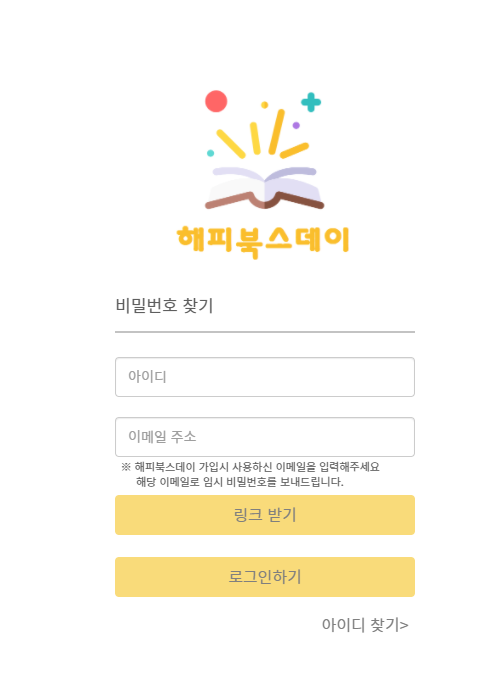 해피북스데이
비밀번호 찾기
아이디
이메일 주소
※ 해피북스데이 가입시 사용하신 이메일을 입력해주세요
해당 이메일로 임시 비밀번호를 보내드립니다.
링크 받기
로그인하기
아이디 찾기>